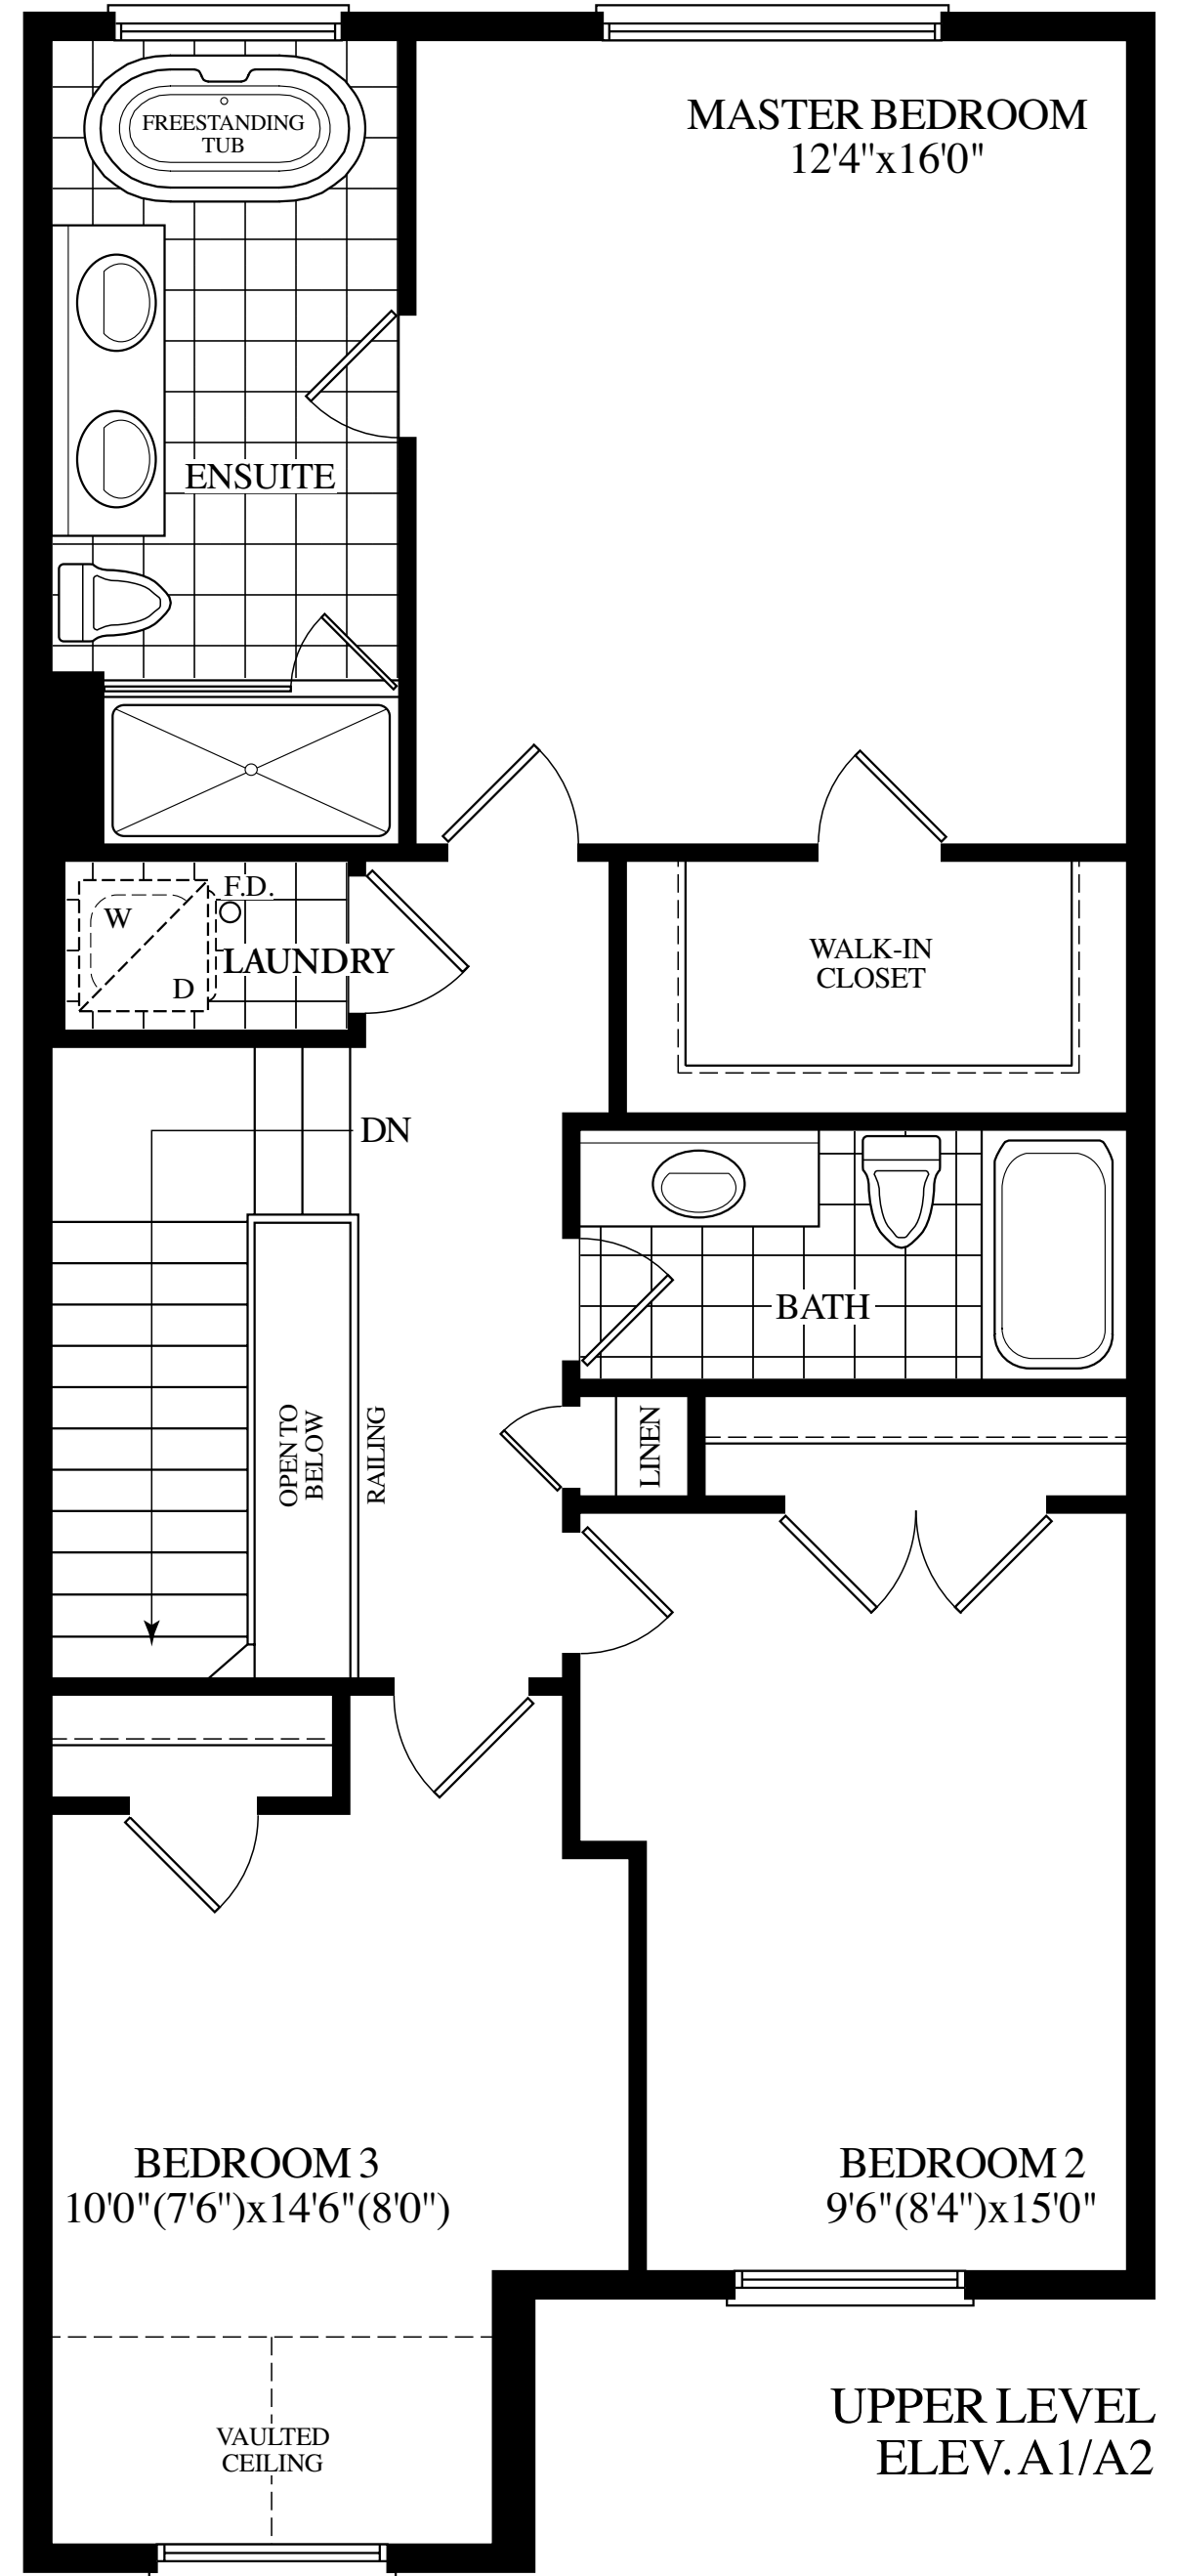 FREESTANDING
TUB
MASTER BEDROOM
12'4"x16'0"
ENSUITE
F.D.
W
LAUNDRY
D
WALK-IN
CLOSET
DN
BATH
OPEN TO
BELOW
RAILING
LINEN
BEDROOM 3
10'0"(7'6")x14'6"(8'0")
BEDROOM 2
9'6"(8'4")x15'0"
VAULTED
CEILING
UPPER LEVEL
ELEV. A1/A2